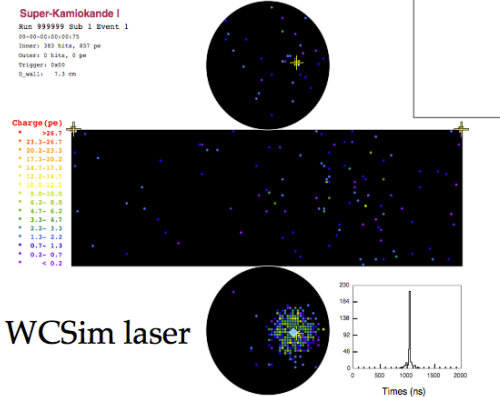 Super-Kamiokande I
Run 999999 Sub 1 Event 1
00-00-00:00:00:75
Inner: 383 hits, 857 pe
Outer: 0 hits, 0 pe
Trigger: 0x00
D_wall: 7.3 cm
Charge(pe)
>26.7
23.3-26.7
20.2-23.3
17.3-20.2
14.7-17.3
12.2-14.7
10.0-12.2
8.0-10.0
6.2- 8.0
4.7- 6.2
3.3- 4.7
2.2- 3.3
1.3- 2.2
0.7- 1.3
0.2- 0.7
< 0.2
WCSim laser
230
184
138
92
46
0
0 500 1000 1500 2000
Times (ns)